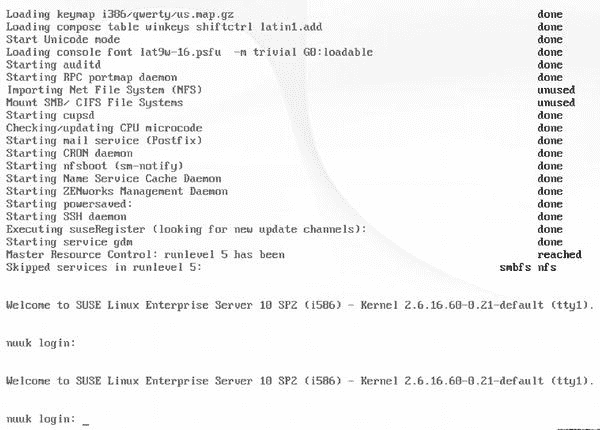 Loading keymap i386/qwerty/us.map.gz done
Loading compose table winkeys shiftctrl latin1.add done
Start Unicode mode done
Loading console font lat9w-16.psfu -m trivial G0:loadable done
Starting auditd done
Starting RPC portmap daemon done
Importing Net File System (NFS) unused
Mount SMB/ CIFS File Systems unused
Starting cupsd done
Checking/updating CPU microcode done
Starting mail service (Postfix) done
Starting CRON daemon done
Starting nfsboot (sm-notify) done
Starting Name Service Cache Daemon done
Starting ZENworks Management Daemon done
Starting powersaved: done
Starting SSH daemon done
Executing suseRegister (looking for new update channels): done
Starting service gdm done
Master Resource Control: runlevel 5 has been reached
Skipped services in runlevel 5: smbfs nfs
Welcome to SUSE Linux Enterprise Server 10 SP2 (i586) - Kernel 2.6.16.60-0.21-default (tty1).
nuuk login:
Welcome to SUSE Linux Enterprise Server 10 SP2 (i586) - Kernel 2.6.16.60-0.21-default (tty1).
nuuk login: _